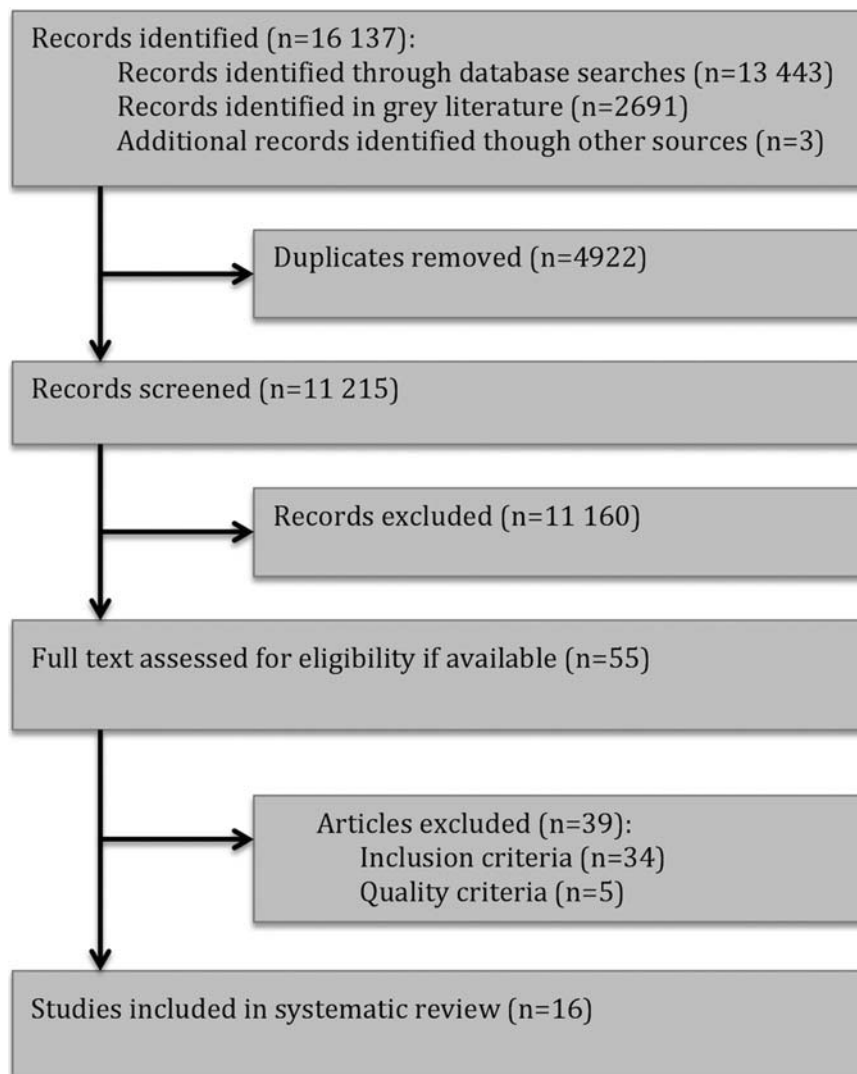 Records identified (n=16 137):
Records identified through database searches (n=13 443)
Records identified in grey literature (n=2691)
Additional records identified though other sources (n=3)
Duplicates removed (n=4922)
Records screened (n=11 215)
Records excluded (n=11 160)
Full text assessed for eligibility if available (n=55)
Articles excluded (n=39):
Inclusion criteria (n=34)
Quality criteria (n=5)
Studies included in systematic review (n=16)